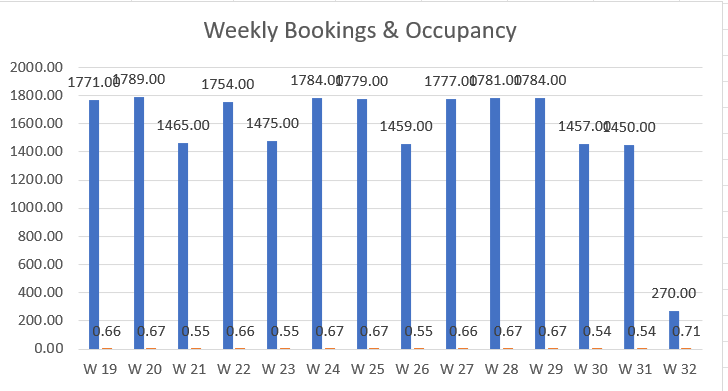 Weekly Bookings & Occupancy
2000.00
1800.00
1600.00
1400.00
1200.00
1000.00
800.00
600.00
400.00
200.00
0.00
1771.00
1789.00
1465.00
1754.00
1475.00
1784.00
1779.00
1459.00
1777.00
1781.00
1784.00
1457.00
1450.00
270.00
0.66
0.67
0.55
0.66
0.55
0.67
0.67
0.55
0.66
0.67
0.67
0.54
0.54
0.71
W 19
W 20
W 21
W 22
W 23
W 24
W 25
W 26
W 27
W 28
W 29
W 30
W 31
W 32